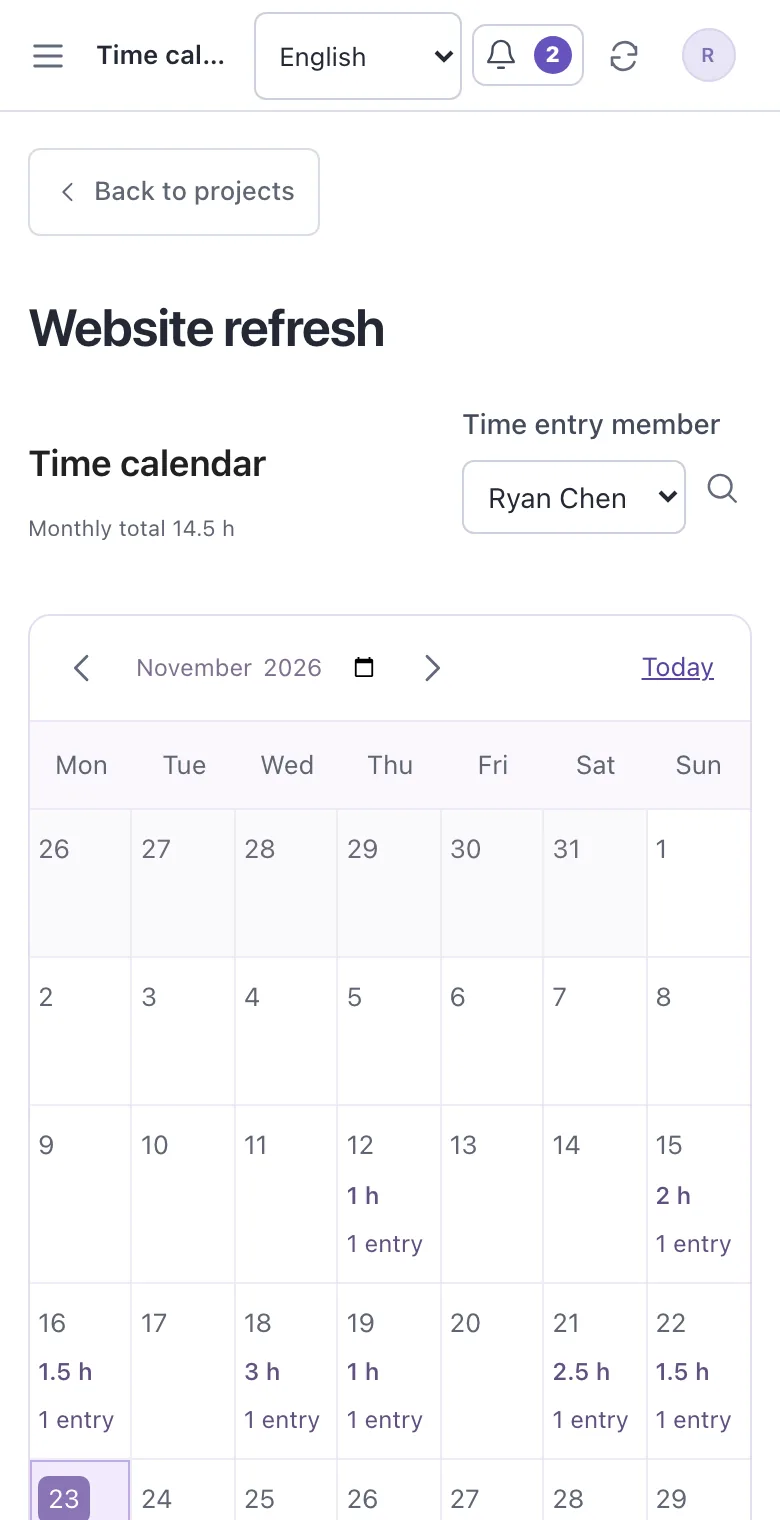 Time cal...
English
2
R
Back to projects
Website refresh
Time entry member
Time calendar
Ryan Chen
Monthly total 14.5 h
November 2026
Today
Mon Tue Wed Thu Fri Sat Sun
26 27 28 29 30 31 1
2 3 4 5 6 7 8
9 10 11 12 13 14 15
1 h 2 h
1 entry 1 entry
16 17 18 19 20 21 22
1.5 h 3 h 1 h 2.5 h 1.5 h
1 entry 1 entry 1 entry 1 entry 1 entry
23 24 25 26 27 28 29